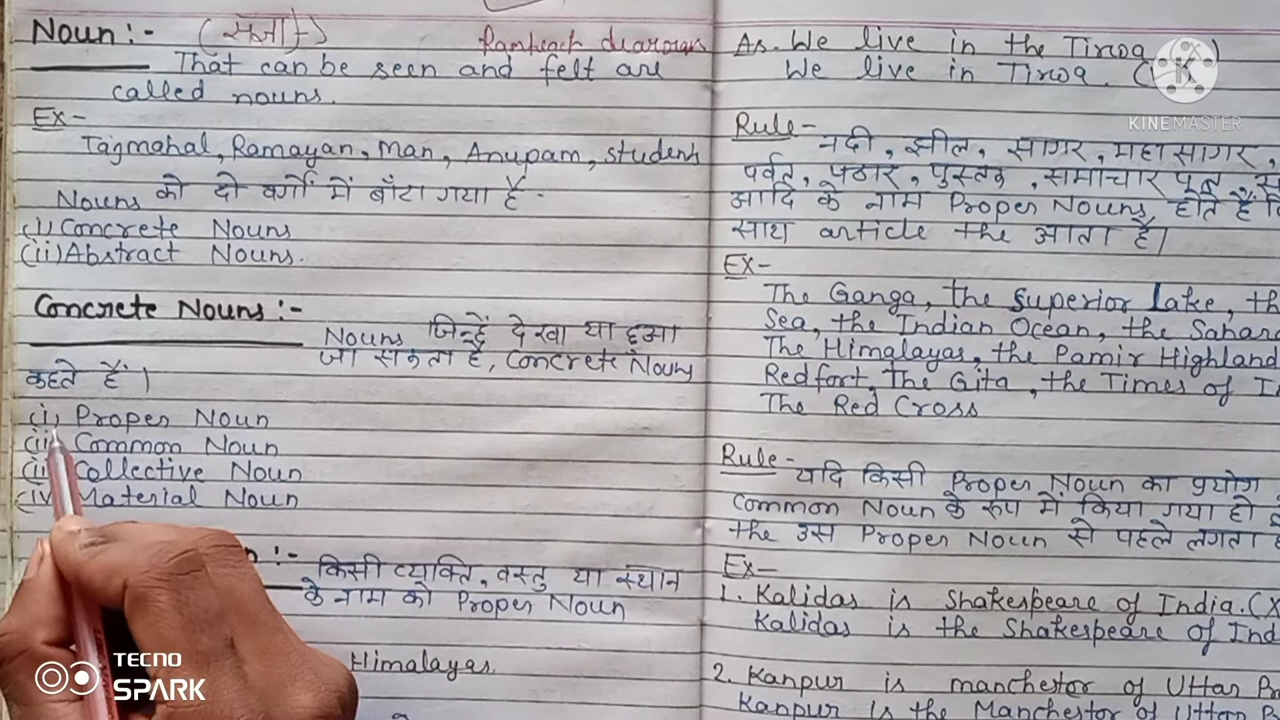 Noun :- (संज्ञा)
That can be seen and felt are
called nouns.
Ex-
Tajmahal, Ramayan, Man, Anupam, students
Nouns को दो वर्गों में बाँटा गया है.
(i) Concrete Nouns
(ii) Abstract Nouns.
Concrete Nouns :-
Nouns जिन्हें देखा या छुआ
जा सकता है, Concrete Nouns
कहते हैं।
(i) Proper Noun
(ii) Common Noun
Collective Noun
(iv) Material Noun
:- किसी व्यक्ति, वस्तु या स्थान
के नाम को Proper Noun
Himalayas.
TECNO
SPARK
As. We live in the Tirwa
We live in Tirwa. (
K
KINEMASTER
Rule- नदी, झील, सागर, महासागर,
पर्वत, पठार, पुस्तक, समाचार पत्र,
आदि के नाम Proper Nouns होते हैं
साथ article the आता है।
Ex-
The Ganga, the Superior Lake,
Sea, the Indian Ocean, the
The Himalayas, the Pamir Highland
Redfort, The Gita, the Times of
The Red Cross
Rule- यदि किसी Proper Noun का प्रयोग
Common Noun के रूप में किया गया हो
the उस Proper Noun से पहले लगता
Ex-
1. Kalidas is Shakespeare of India. (X
Kalidas is the Shakespeare of
2. Kanpur is manchester of Uttar
Kanpur is the Manchester of